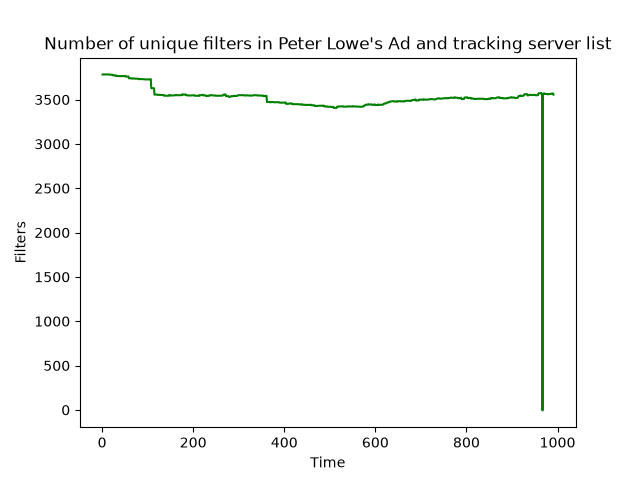 Number of unique filters in Peter Lowe's Ad and tracking server list
Filters
3500
3000
2500
2000
1500
1000
500
0
0 200 400 600 800 1000
Time